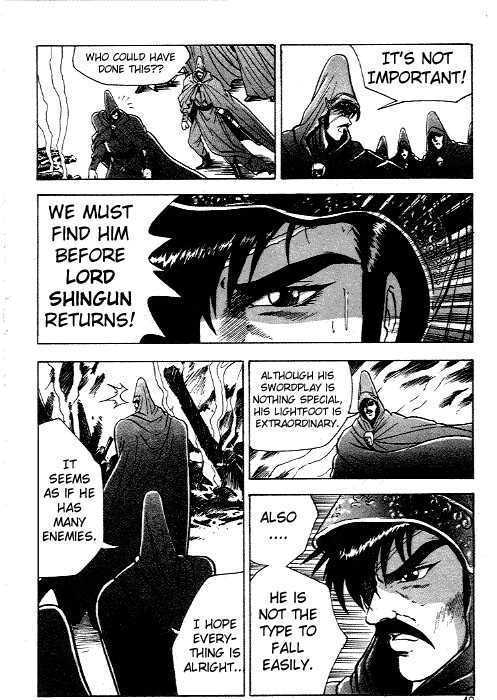 WHO COULD HAVE
DONE THIS??
IT'S NOT
IMPORTANT!
WE MUST
FIND HIM
BEFORE
LORD
SHINGUN
RETURNS!
ALTHOUGH HIS
SWORDPLAY IS
NOTHING SPECIAL,
HIS LIGHTFOOT IS
EXTRAORDINARY.
IT
SEEMS
AS IF HE
HAS
MANY
ENEMIES.
I HOPE
EVERY-
THING IS
ALRIGHT...
ALSO
....
HE IS
NOT THE
TYPE TO
FALL
EASILY.